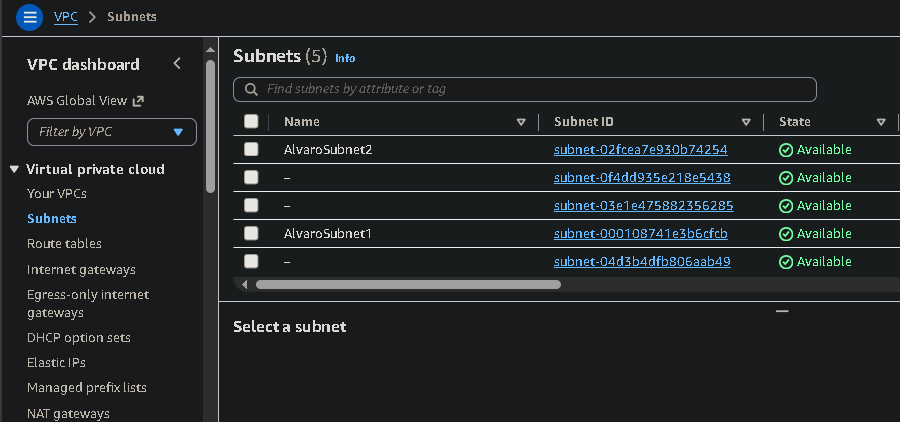 VPC > Subnets
VPC dashboard
AWS Global View
Filter by VPC
Virtual private cloud
Your VPCs
Subnets
Route tables
Internet gateways
Egress-only internet
gateways
DHCP option sets
Elastic IPs
Managed prefix lists
NAT gateways
Subnets (5) Info
Find subnets by attribute or tag
Name Subnet ID State
AlvaroSubnet2 subnet-02fcea7e930b74254 Available
– subnet-0f4dd935e218e5438 Available
– subnet-03e1e475882356285 Available
AlvaroSubnet1 subnet-000108741e3b6cfcb Available
– subnet-04d3b4dfb806aab49 Available
Select a subnet